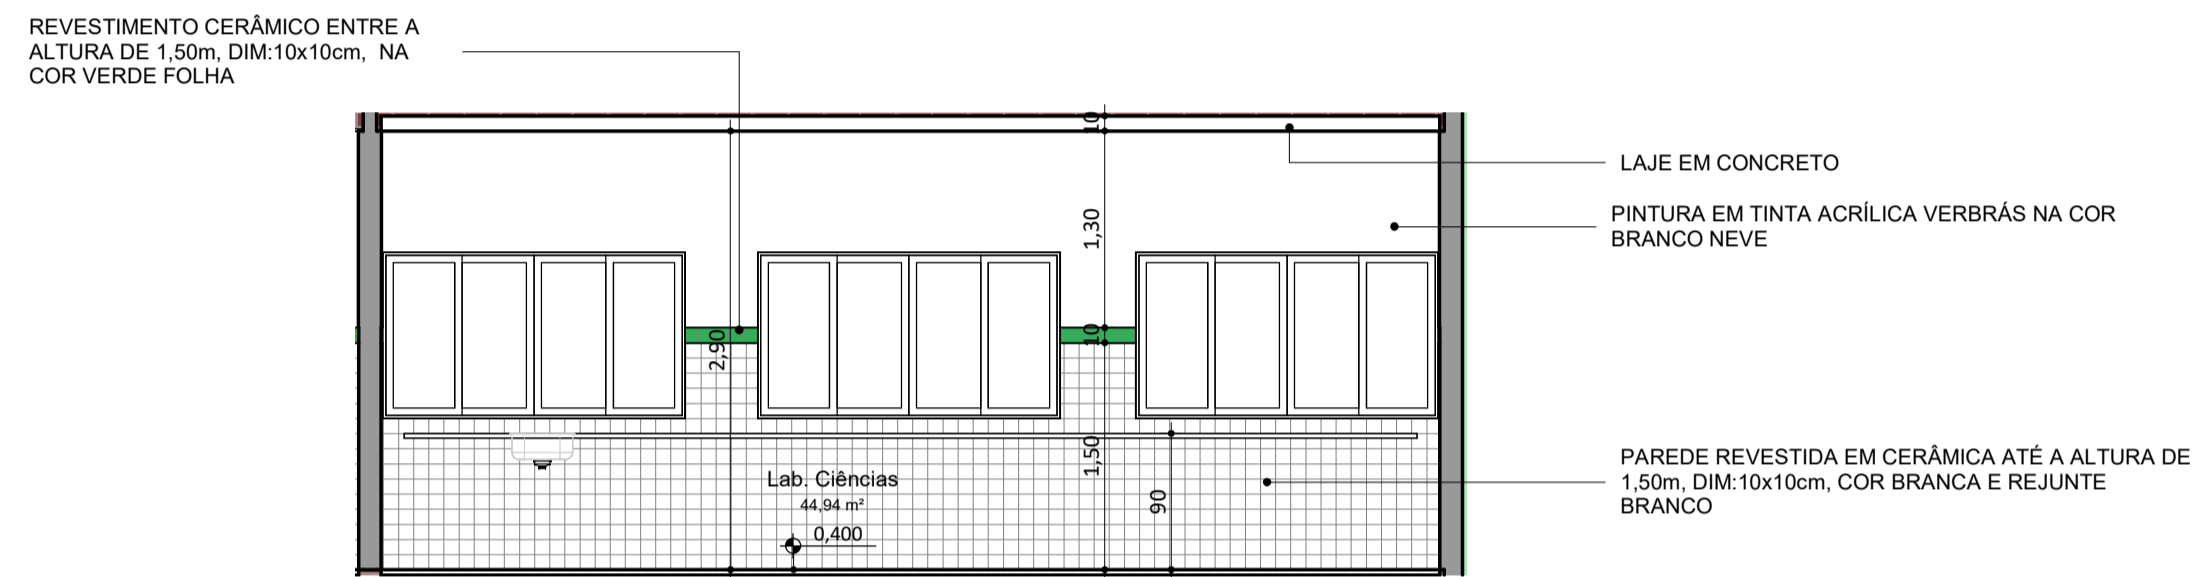 REVESTIMENTO CERÂMICO ENTRE A
ALTURA DE 1,50m, DIM:10x10cm, NA
COR VERDE FOLHA
10
LAJE EM CONCRETO
1,30
PINTURA EM TINTA ACRÍLICA VERBRÁS NA COR
BRANCO NEVE
2,90
10
1,50
90
Lab. Ciências
44,94 m²
0,400
PAREDE REVESTIDA EM CERÂMICA ATÉ A ALTURA DE
1,50m, DIM:10x10cm, COR BRANCA E REJUNTE
BRANCO